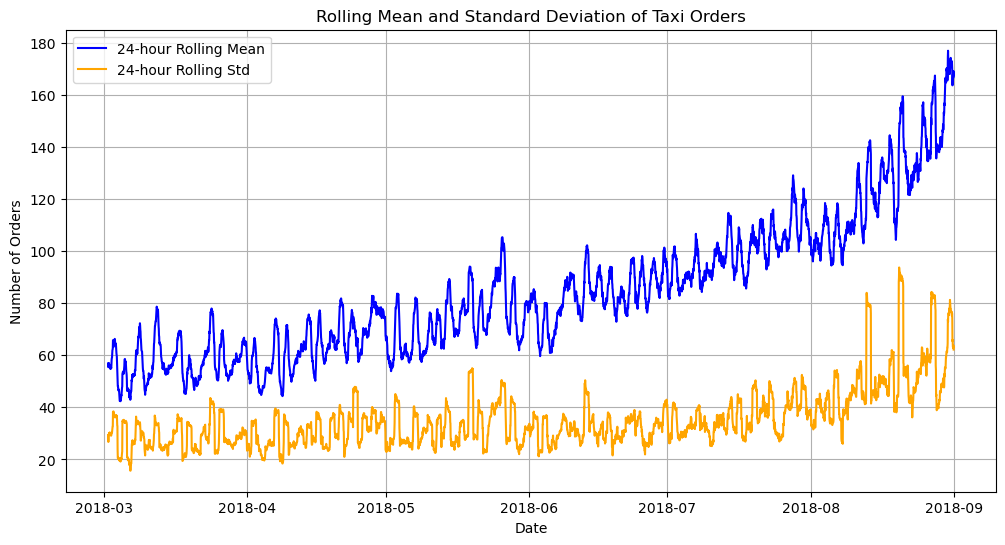 Rolling Mean and Standard Deviation of Taxi Orders
24-hour Rolling Mean
24-hour Rolling Std
Number of Orders
180
160
140
120
100
80
60
40
20
2018-03 2018-04 2018-05 2018-06 2018-07 2018-08 2018-09
Date